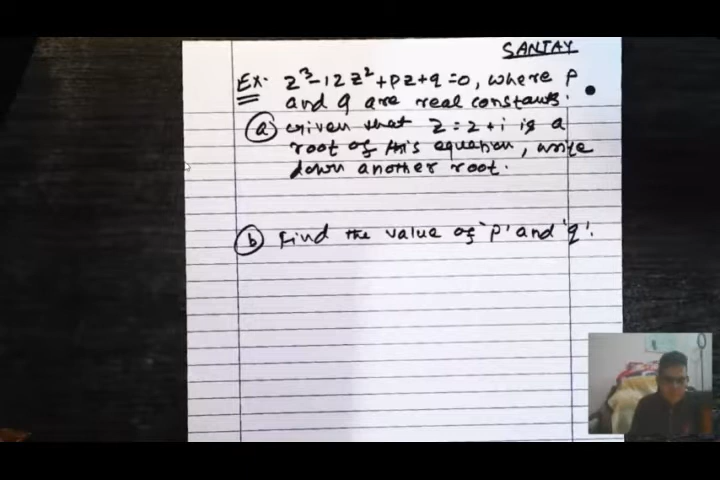 SANJAY
Ex. z³-12z²+pz+q=0, where p
and q are real constants.
(a) Given that z=2+i is a
root of this equation, write
down another root.
(b) Find the value of 'p' and 'q'.